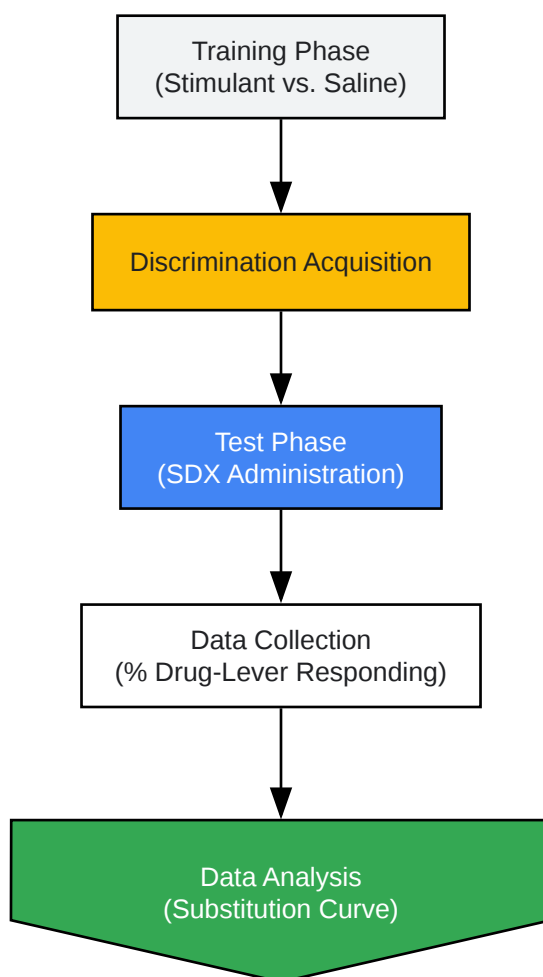 Training Phase
(Stimulant vs. Saline)
Discrimination Acquisition
Test Phase
(SDX Administration)
Data Collection
(% Drug-Lever Responding)
Data Analysis
(Substitution Curve)